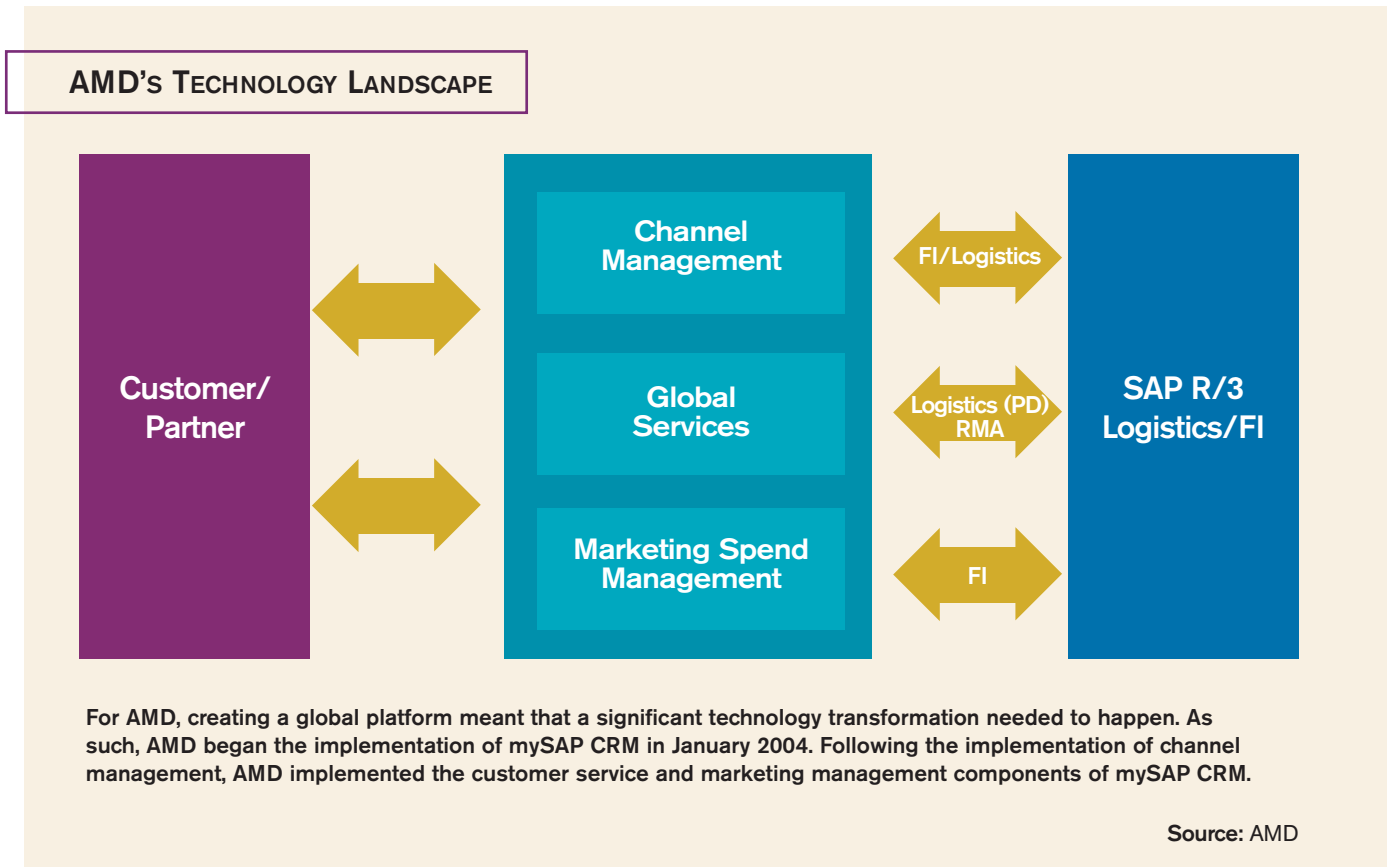 AMD's Technology Landscape
Customer/
Partner
Channel
Management
Global
Services
Marketing Spend
Management
FI/Logistics
Logistics (PD)
RMA
FI
SAP R/3
Logistics/FI
For AMD, creating a global platform meant that a significant technology transformation needed to happen. As
such, AMD began the implementation of mySAP CRM in January 2004. Following the implementation of channel
management, AMD implemented the customer service and marketing management components of mySAP CRM.
Source: AMD